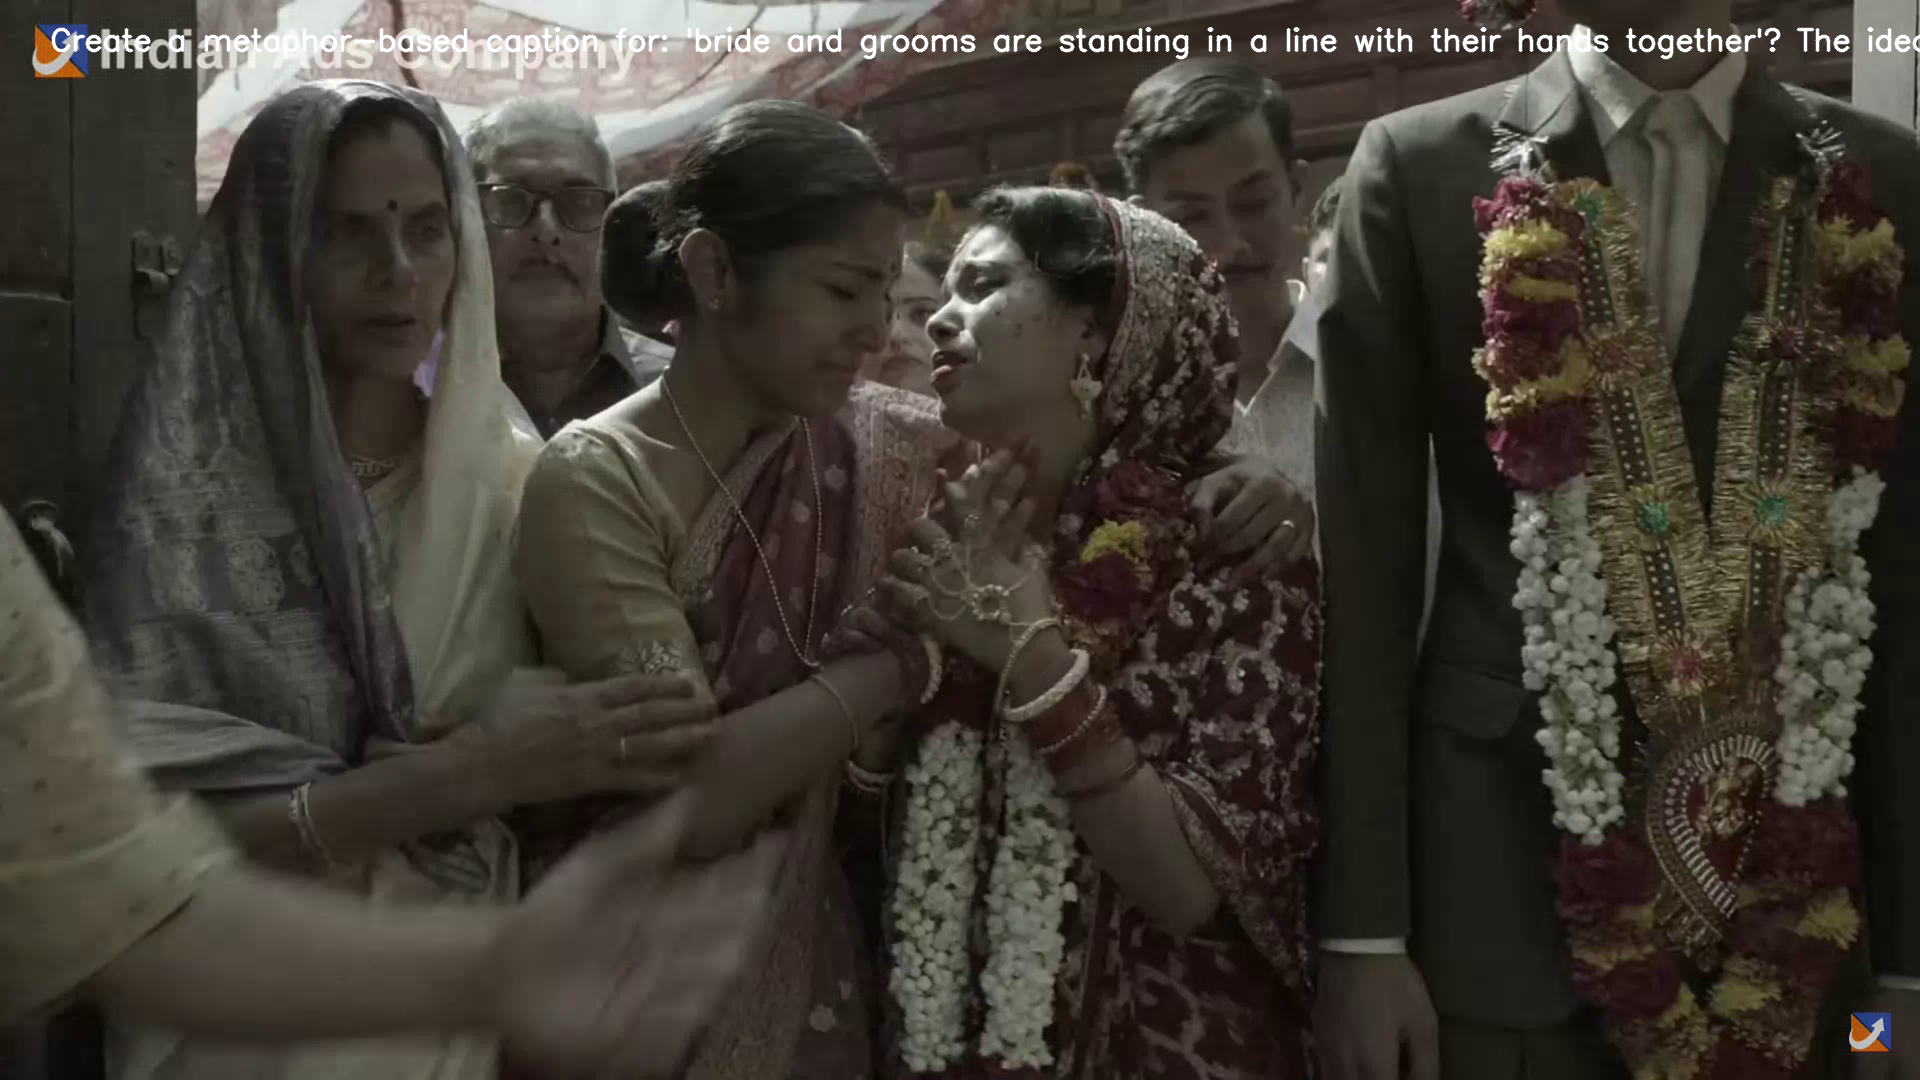 Create a metaphor-based caption for: 'bride and grooms are standing in a line with their hands together'? The
Indian Ads Company